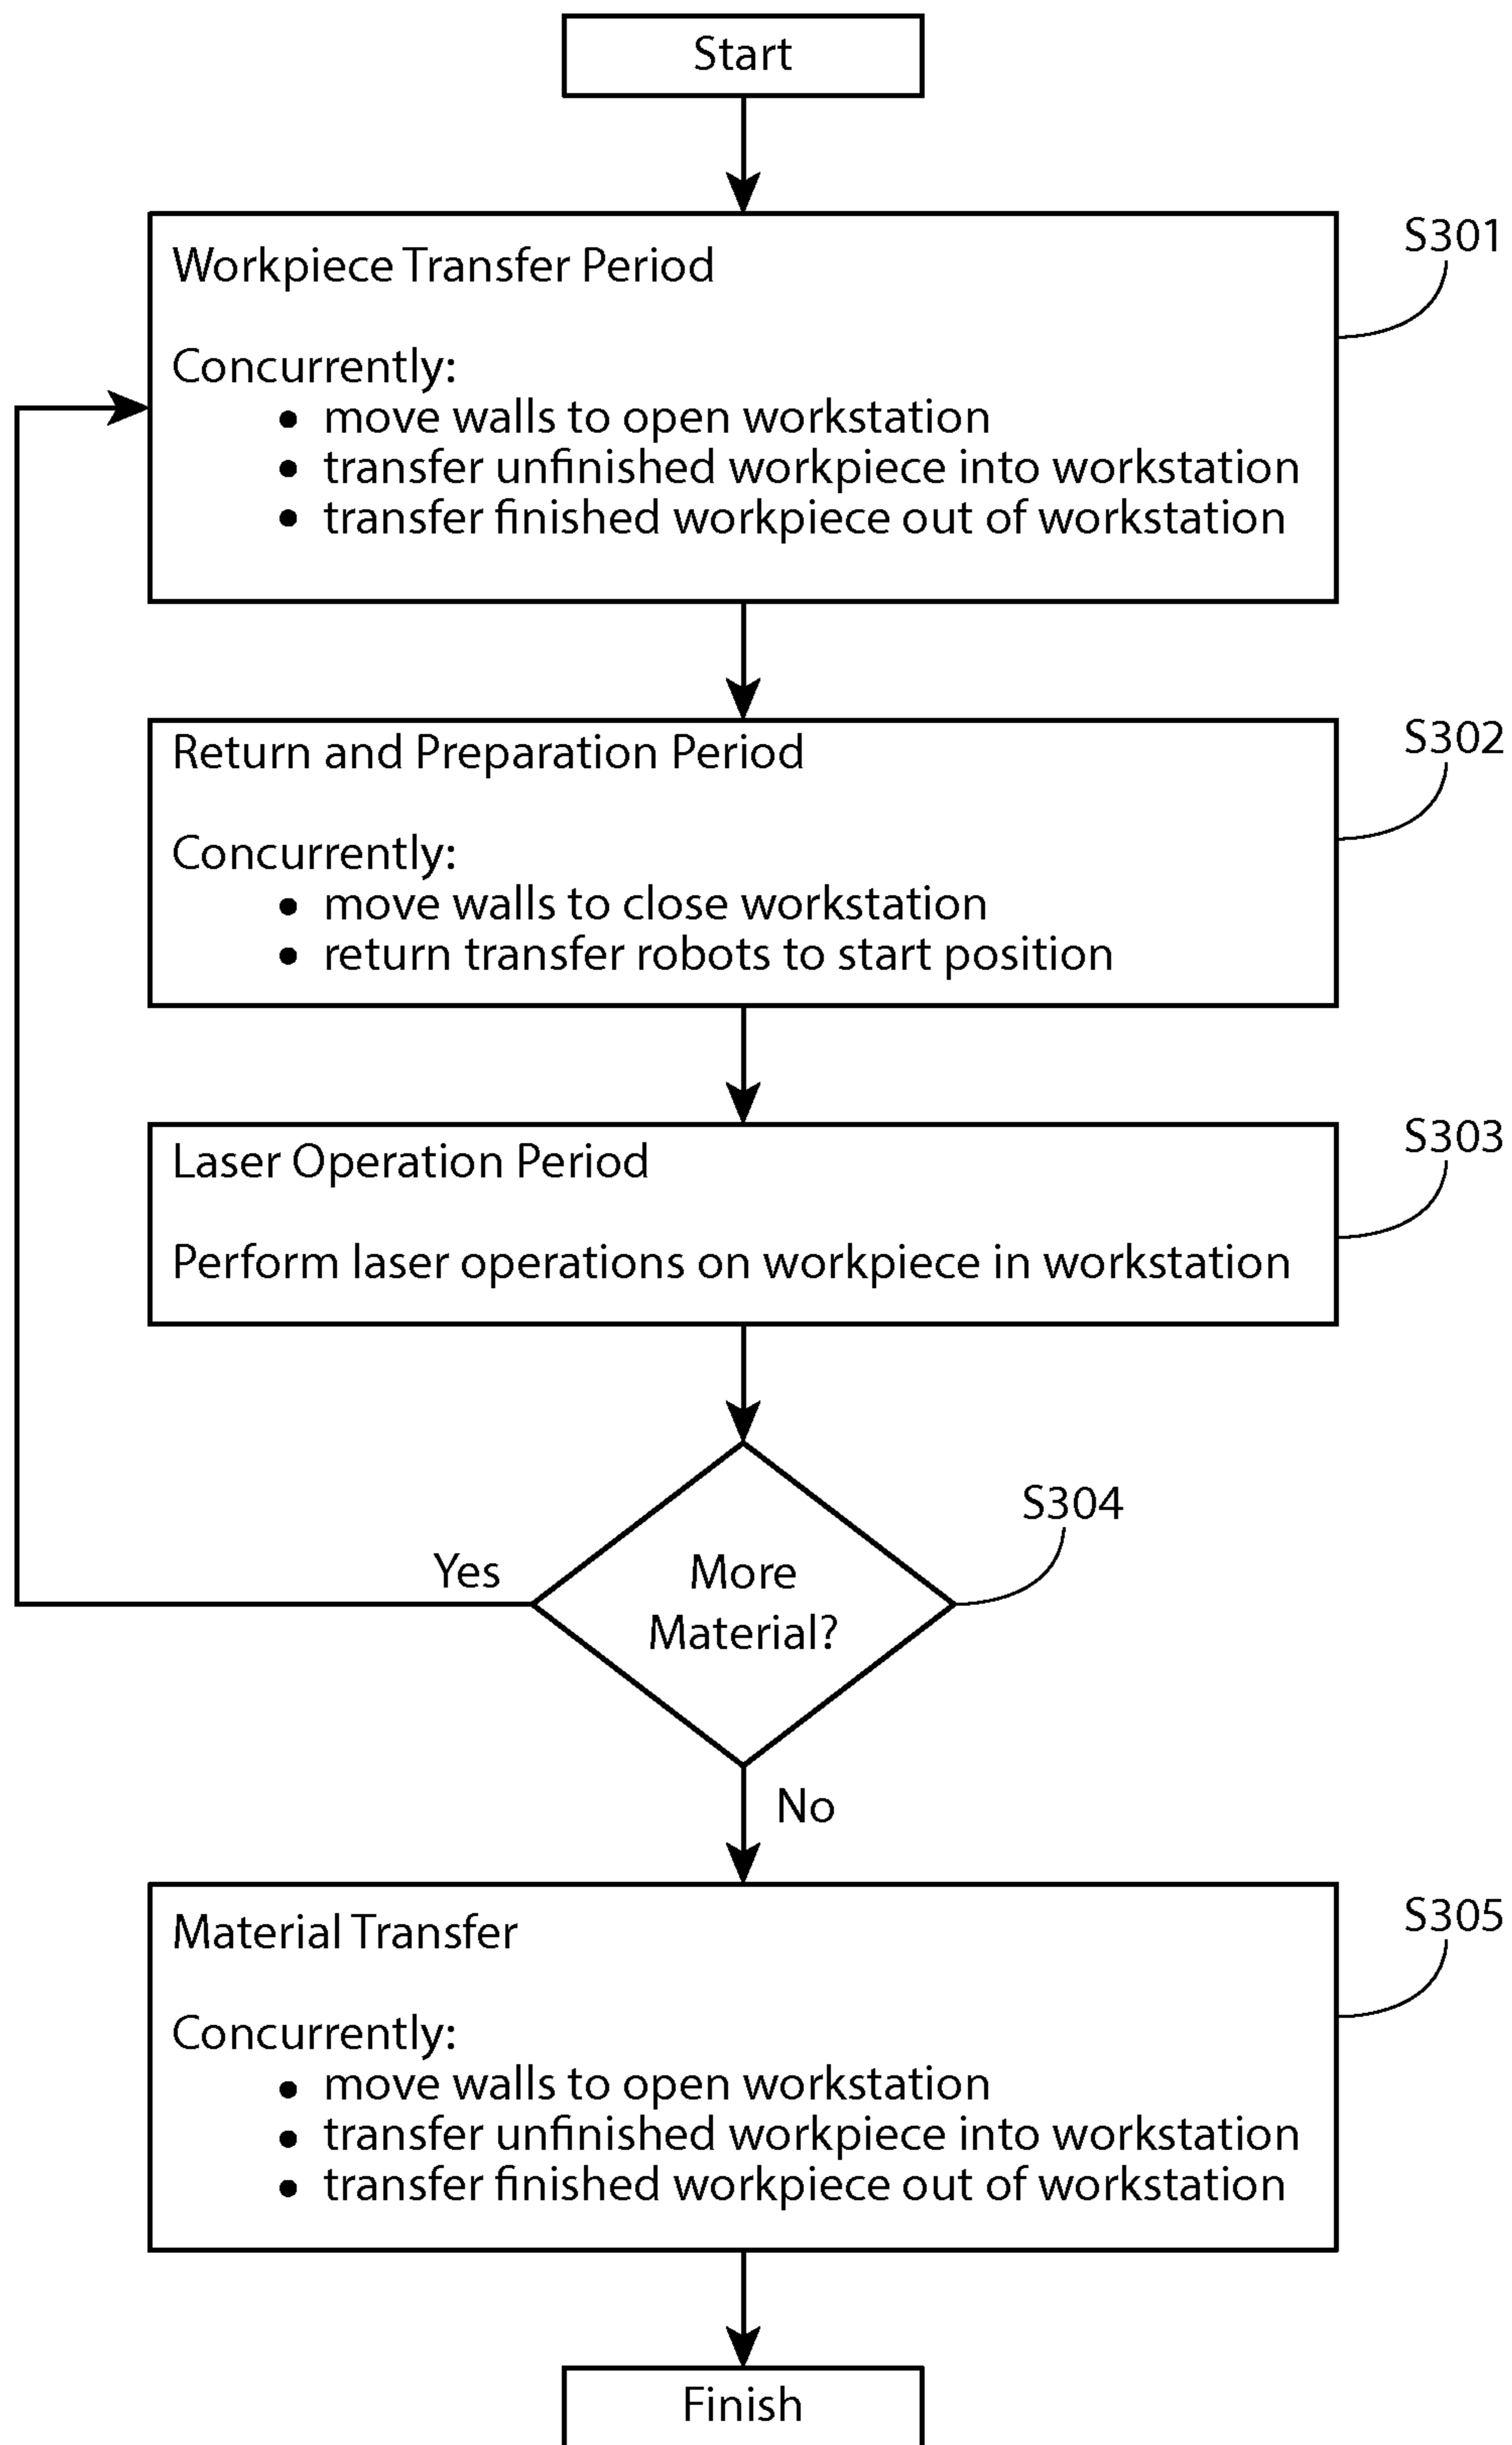 Start
S301
Workpiece Transfer Period
Concurrently:
• move walls to open workstation
• transfer unfinished workpiece into workstation
• transfer finished workpiece out of workstation
S302
Return and Preparation Period
Concurrently:
• move walls to close workstation
• return transfer robots to start position
S303
Laser Operation Period
Perform laser operations on workpiece in workstation
S304
Yes
More
Material?
No
S305
Material Transfer
Concurrently:
• move walls to open workstation
• transfer unfinished workpiece into workstation
• transfer finished workpiece out of workstation
Finish